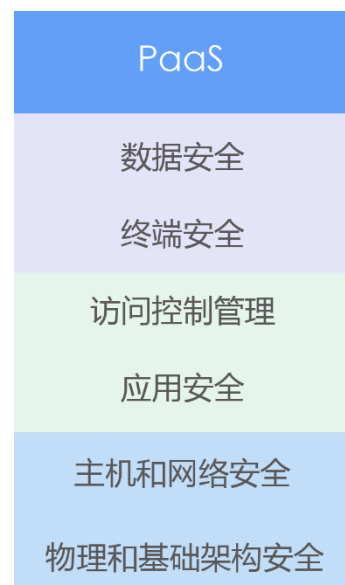 PaaS
数据安全
终端安全
访问控制管理
应用安全
主机和网络安全
物理和基础架构安全